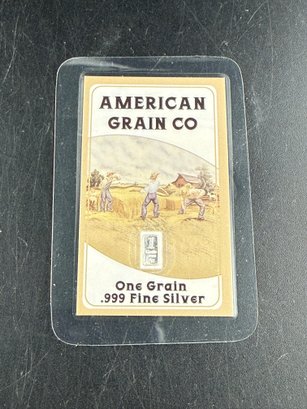 AMERICAN
GRAIN CO
One Grain
.999 Fine Silver